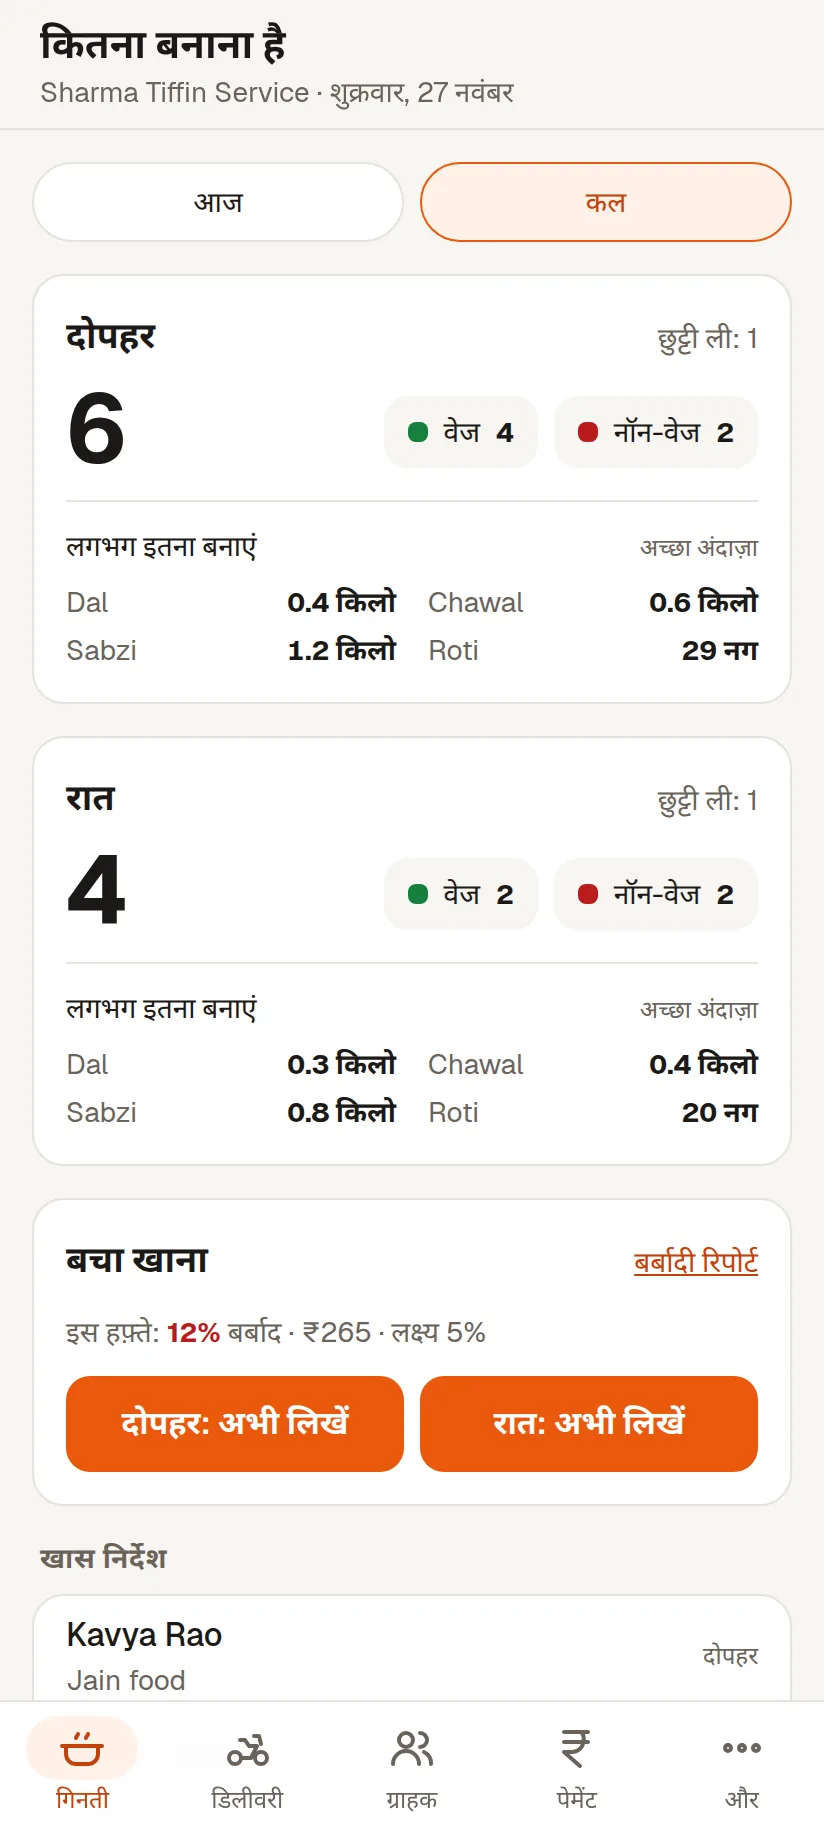 कितना बनाना है
Sharma Tiffin Service · शुक्रवार, 27 नवंबर
आज
कल
दोपहर
छुट्टी ली: 1
6
वेज 4
नॉन-वेज 2
लगभग इतना बनाएं
अच्छा अंदाज़ा
Dal 0.4 किलो
Chawal 0.6 किलो
Sabzi 1.2 किलो
Roti 29 नग
रात
छुट्टी ली: 1
4
वेज 2
नॉन-वेज 2
लगभग इतना बनाएं
अच्छा अंदाज़ा
Dal 0.3 किलो
Chawal 0.4 किलो
Sabzi 0.8 किलो
Roti 20 नग
बचा खाना
बर्बादी रिपोर्ट
इस हफ़्ते: 12% बर्बाद · ₹265 · लक्ष्य 5%
दोपहर: अभी लिखें
रात: अभी लिखें
खास निर्देश
Kavya Rao
दोपहर
Jain food
गिनती
डिलीवरी
ग्राहक
पेमेंट
और